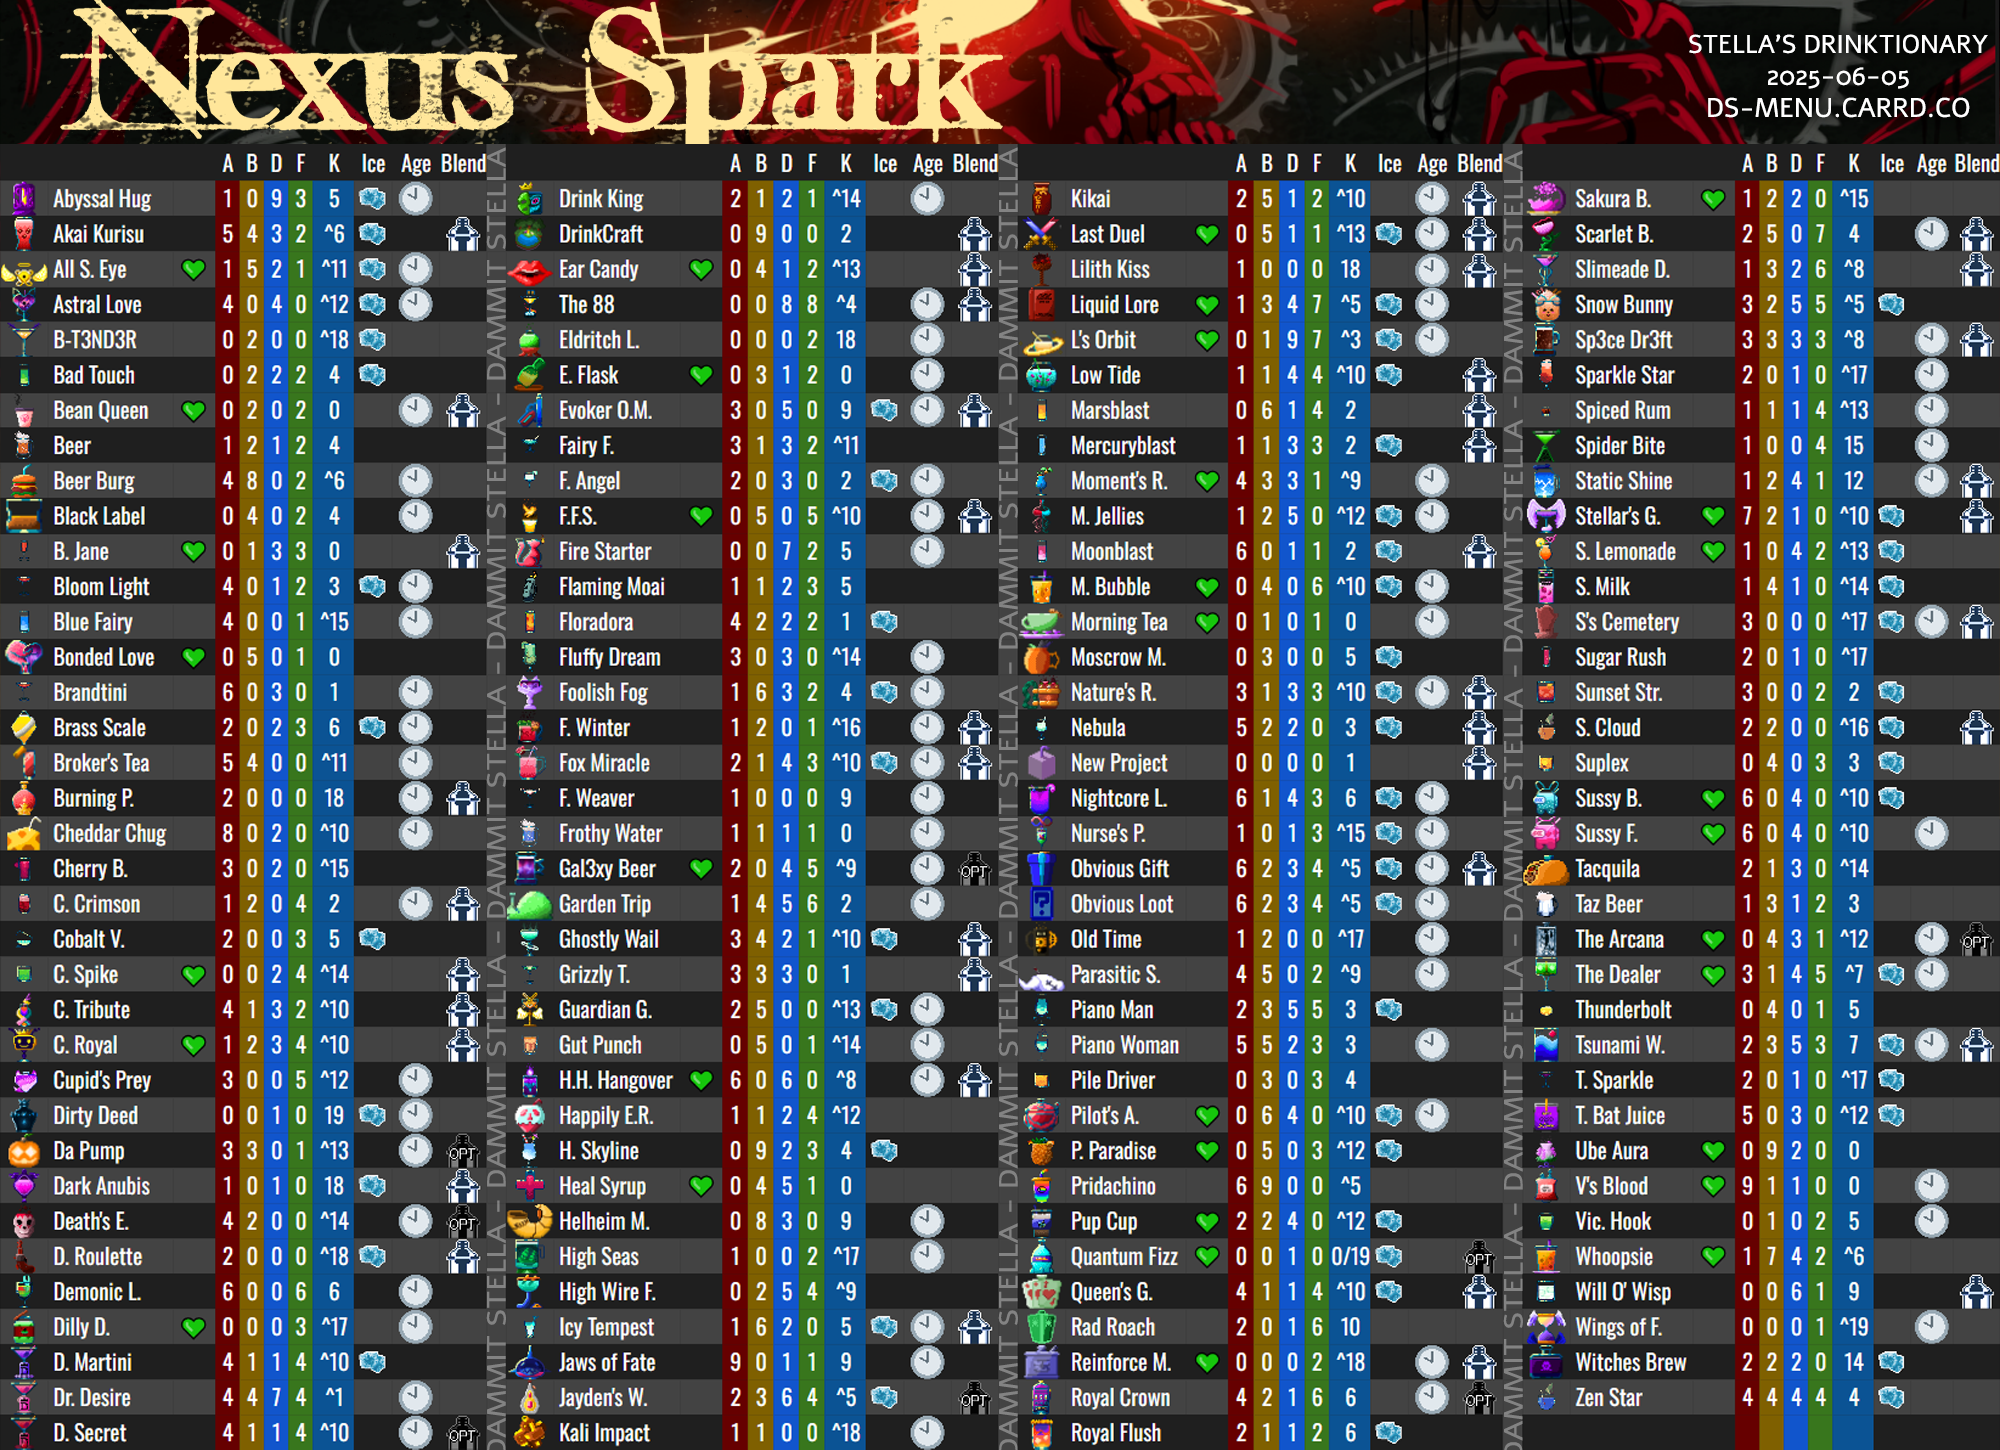 Nexus Spark
STELLA'S DRINKTIONARY
2025-06-05
DS-MENU.CARRD.CO
A B D F K Ice Age Blend
Abyssal Hug 1 0 9 3 5
Akai Kurisu 5 4 3 2 ^6
All S. Eye 1 5 2 1 ^11
Astral Love 4 0 4 0 ^12
B-T3ND3R 0 2 0 0 ^18
Bad Touch 0 2 2 2 4
Bean Queen 0 2 0 2 0
Beer 1 2 1 2 4
Beer Burg 4 8 0 2 ^6
Black Label 0 4 0 2 4
B. Jane 0 1 3 3 0
Bloom Light 4 0 1 2 3
Blue Fairy 4 0 0 1 ^15
Bonded Love 0 5 0 1 0
Brandtini 6 0 3 0 1
Brass Scale 2 0 2 3 6
Broker's Tea 5 4 0 0 ^11
Burning P. 2 0 0 0 18
Cheddar Chug 8 0 2 0 ^10
Cherry B. 3 0 2 0 ^15
C. Crimson 1 2 0 4 2
Cobalt V. 2 0 0 3 5
C. Spike 0 0 2 4 ^14
C. Tribute 4 1 3 2 ^10
C. Royal 1 2 3 4 ^10
Cupid's Prey 3 0 0 5 ^12
Dirty Deed 0 0 1 0 19
Da Pump 3 3 0 1 ^13 OPT
Dark Anubis 1 0 1 0 18
Death's E. 4 2 0 0 ^14 OPT
D. Roulette 2 0 0 0 ^18
Demonic L. 6 0 0 6 6
Dilly D. 0 0 0 3 ^17
D. Martini 4 1 1 4 ^10
Dr. Desire 4 4 7 4 ^1
D. Secret 4 1 1 4 ^10 OPT
DAMMIT STELLA - DAMMIT STELLA - DAMMIT STELLA - DAMMIT STELLA
A B D F K Ice Age Blend
Drink King 2 1 2 1 ^14
DrinkCraft 0 9 0 0 2
Ear Candy 0 4 1 2 ^13
The 88 0 0 8 8 ^4
Eldritch L. 0 0 0 2 18
E. Flask 0 3 1 2 0
Evoker O.M. 3 0 5 0 9
Fairy F. 3 1 3 2 ^11
F. Angel 2 0 3 0 2
F.F.S. 0 5 0 5 ^10
Fire Starter 0 0 7 2 5
Flaming Moai 1 1 2 3 5
Floradora 4 2 2 2 1
Fluffy Dream 3 0 3 0 ^14
Foolish Fog 1 6 3 2 4
F. Winter 1 2 0 1 ^16
Fox Miracle 2 1 4 3 ^10
F. Weaver 1 0 0 0 9
Frothy Water 1 1 1 1 0
Gal3xy Beer 2 0 4 5 ^9 OPT
Garden Trip 1 4 5 6 2
Ghostly Wail 3 4 2 1 ^10
Grizzly T. 3 3 3 0 1
Guardian G. 2 5 0 0 ^13
Gut Punch 0 5 0 1 ^14
H.H. Hangover 6 0 6 0 ^8
Happily E.R. 1 1 2 4 ^12
H. Skyline 0 9 2 3 4
Heal Syrup 0 4 5 1 0
Helheim M. 0 8 3 0 9
High Seas 1 0 0 2 ^17
High Wire F. 0 2 5 4 ^9
Icy Tempest 1 6 2 0 5
Jaws of Fate 9 0 1 1 9
Jayden's W. 2 3 6 4 ^5 OPT
Kali Impact 1 1 0 0 ^18
DAMMIT STELLA - DAMMIT STELLA - DAMMIT STELLA - DAMMIT STELLA
A B D F K Ice Age Blend
Kikai 2 5 1 2 ^10
Last Duel 0 5 1 1 ^13
Lilith Kiss 1 0 0 0 18
Liquid Lore 1 3 4 7 ^5
L's Orbit 0 1 9 7 ^3
Low Tide 1 1 4 4 ^10
Marsblast 0 6 1 4 2
Mercuryblast 1 1 3 3 2
Moment's R. 4 3 3 1 ^9
M. Jellies 1 2 5 0 ^12
Moonblast 6 0 1 1 2
M. Bubble 0 4 0 6 ^10
Morning Tea 0 1 0 1 0
Moscrow M. 0 3 0 0 5
Nature's R. 3 1 3 3 ^10
Nebula 5 2 2 0 3
New Project 0 0 0 0 1
Nightcore L. 6 1 4 3 6
Nurse's P. 1 0 1 3 ^15
Obvious Gift 6 2 3 4 ^5
Obvious Loot 6 2 3 4 ^5
Old Time 1 2 0 0 ^17
Parasitic S. 4 5 0 2 ^9
Piano Man 2 3 5 5 3
Piano Woman 5 5 2 3 3
Pile Driver 0 3 0 3 4
Pilot's A. 0 6 4 0 ^10
P. Paradise 0 5 0 3 ^12
Pridachino 6 9 0 0 ^5
Pup Cup 2 2 4 0 ^12
Quantum Fizz 0 0 1 0 0/19 OPT
Queen's G. 4 1 1 4 ^10
Rad Roach 2 0 1 6 10
Reinforce M. 0 0 0 2 ^18
Royal Crown 4 2 1 6 6 OPT
Royal Flush 2 1 1 2 6
DAMMIT STELLA - DAMMIT STELLA - DAMMIT STELLA - DAMMIT STELLA
A B D F K Ice Age Blend
Sakura B. 1 2 2 0 ^15
Scarlet B. 2 5 0 7 4
Slimeade D. 1 3 2 6 ^8
Snow Bunny 3 2 5 5 ^5
Sp3ce Dr3ft 3 3 3 3 ^8
Sparkle Star 2 0 1 0 ^17
Spiced Rum 1 1 1 4 ^13
Spider Bite 1 0 0 4 15
Static Shine 1 2 4 1 12
Stellar's G. 7 2 1 0 ^10
S. Lemonade 1 0 4 2 ^13
S. Milk 1 4 1 0 ^14
S's Cemetery 3 0 0 0 ^17
Sugar Rush 2 0 1 0 ^17
Sunset Str. 3 0 0 2 2
S. Cloud 2 2 0 0 ^16
Suplex 0 4 0 3 3
Sussy B. 6 0 4 0 ^10
Sussy F. 6 0 4 0 ^10
Tacquila 2 1 3 0 ^14
Taz Beer 1 3 1 2 3
The Arcana 0 4 3 1 ^12 OPT
The Dealer 3 1 4 5 ^7
Thunderbolt 0 4 0 1 5
Tsunami W. 2 3 5 3 7
T. Sparkle 2 0 1 0 ^17
T. Bat Juice 5 0 3 0 ^12
Ube Aura 0 9 2 0 0
V's Blood 9 1 1 0 0
Vic. Hook 0 1 0 2 5
Whoopsie 1 7 4 2 ^6
Will O' Wisp 0 0 6 1 9
Wings of F. 0 0 0 1 ^19
Witches Brew 2 2 2 0 14
Zen Star 4 4 4 4 4